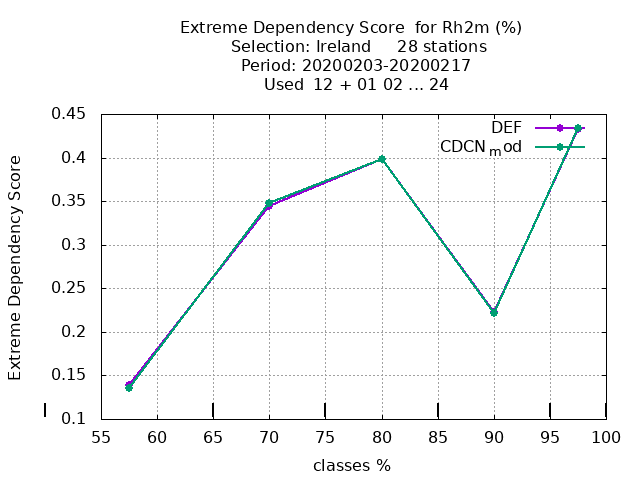 Extreme Dependency Score  for Rh2m (%)
Selection: Ireland     28 stations
Period: 20200203-20200217
Used  12 + 01 02 ... 24
DEF
CDCN_mod
Extreme Dependency Score
0.45
0.4
0.35
0.3
0.25
0.2
0.15
0.1
55 60 65 70 75 80 85 90 95 100
classes %